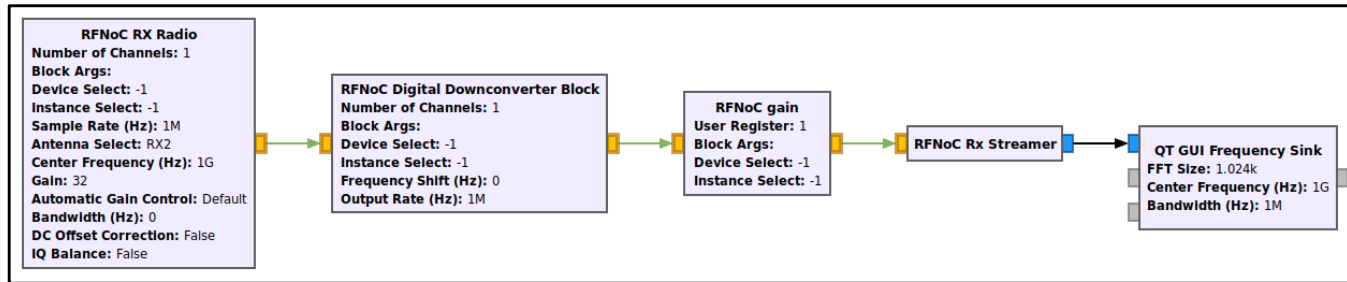 RFNoC RX Radio
Number of Channels: 1
Block Args:
Device Select: -1
Instance Select: -1
Sample Rate (Hz): 1M
Antenna Select: RX2
Center Frequency (Hz): 1G
Gain: 32
Automatic Gain Control: Default
Bandwidth (Hz): 0
DC Offset Correction: False
IQ Balance: False
RFNoC Digital Downconverter Block
Number of Channels: 1
Block Args:
Device Select: -1
Instance Select: -1
Frequency Shift (Hz): 0
Output Rate (Hz): 1M
RFNoC gain
User Register: 1
Block Args:
Device Select: -1
Instance Select: -1
RFNoC Rx Streamer
QT GUI Frequency Sink
FFT Size: 1.024k
Center Frequency (Hz): 1G
Bandwidth (Hz): 1M